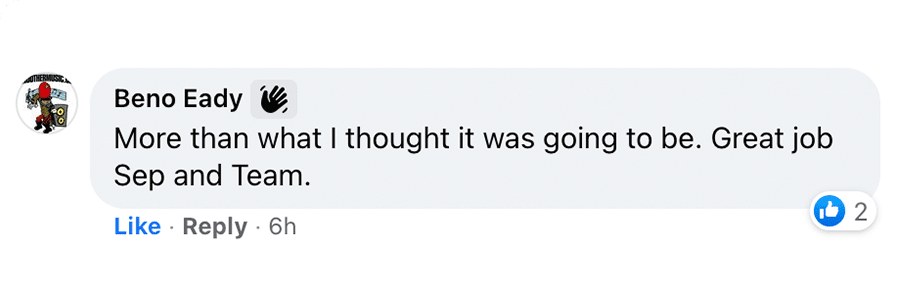 Beno Eady
More than what I thought it was going to be. Great job
Sep and Team.
Like · Reply · 6h
2